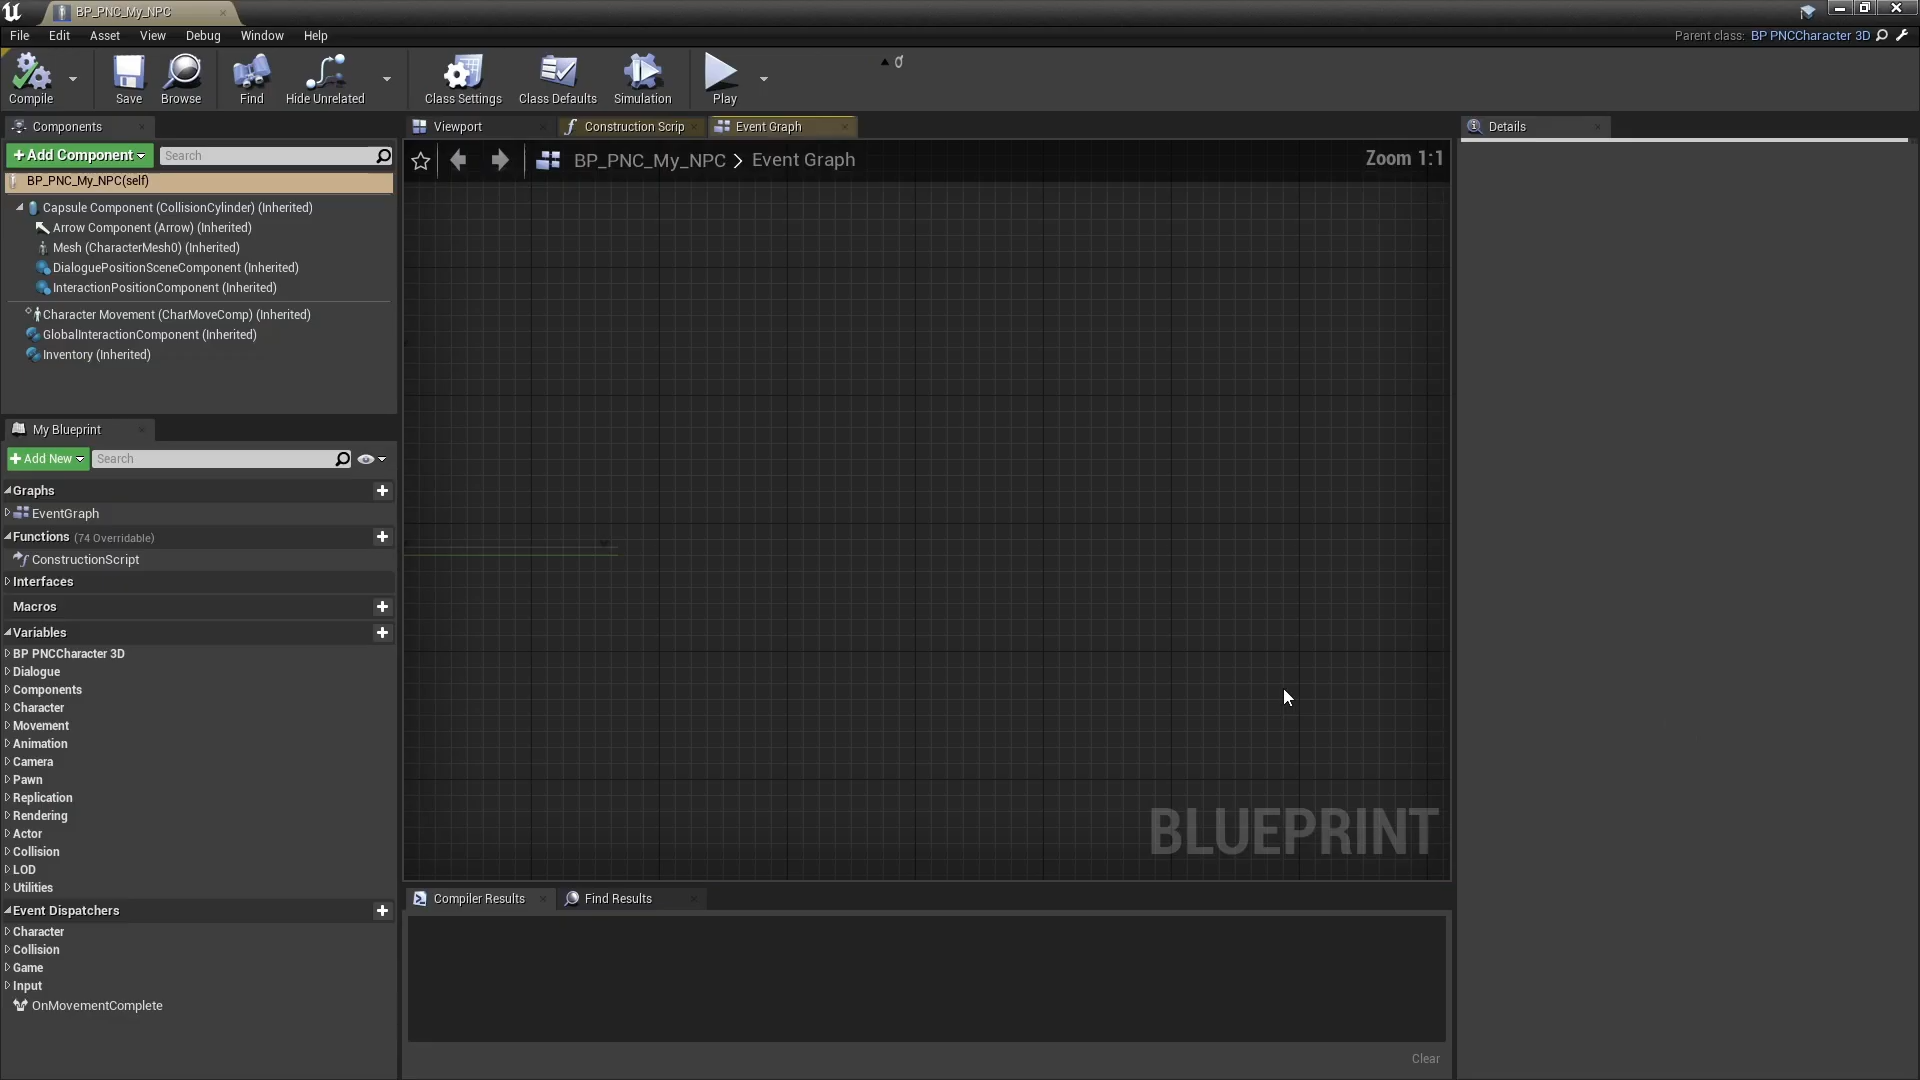 BP_PNC_My_NPC
File Edit Asset View Debug Window Help
Parent class: BP PNCCharacter 3D
Compile Save Browse Find Hide Unrelated Class Settings Class Defaults Simulation Play
Components
+Add Component Search
BP_PNC_My_NPC(self)
Capsule Component (CollisionCylinder) (Inherited)
Arrow Component (Arrow) (Inherited)
Mesh (CharacterMesh0) (Inherited)
DialoguePositionSceneComponent (Inherited)
InteractionPositionComponent (Inherited)
Character Movement (CharMoveComp) (Inherited)
GlobalInteractionComponent (Inherited)
Inventory (Inherited)
My Blueprint
+ Add New Search
Graphs
EventGraph
Functions (74 Overridable)
ConstructionScript
Interfaces
Macros
Variables
BP PNCCharacter 3D
Dialogue
Components
Character
Movement
Animation
Camera
Pawn
Replication
Rendering
Actor
Collision
LOD
Utilities
Event Dispatchers
Character
Collision
Game
Input
OnMovementComplete
Viewport Construction Scrip Event Graph
BP_PNC_My_NPC > Event Graph
Zoom 1:1
BLUEPRINT
Compiler Results Find Results
Clear
Details